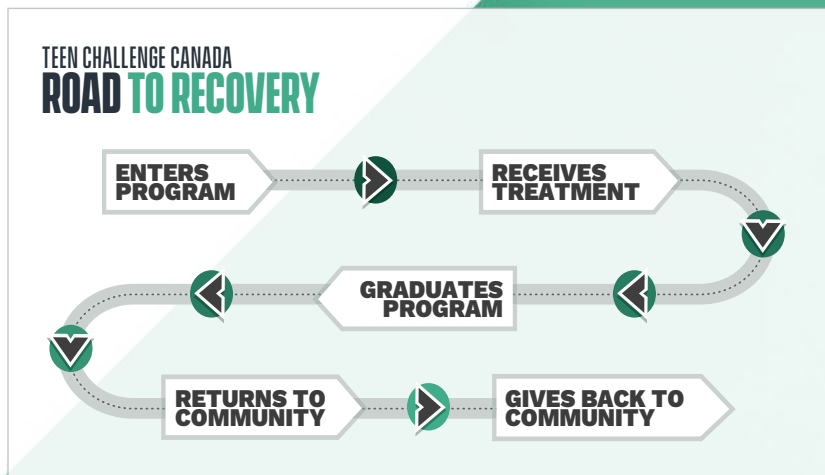 TEEN CHALLENGE CANADA
ROAD TO RECOVERY
ENTERS
PROGRAM
RECEIVES
TREATMENT
GRADUATES
PROGRAM
RETURNS TO
COMMUNITY
GIVES BACK TO
COMMUNITY